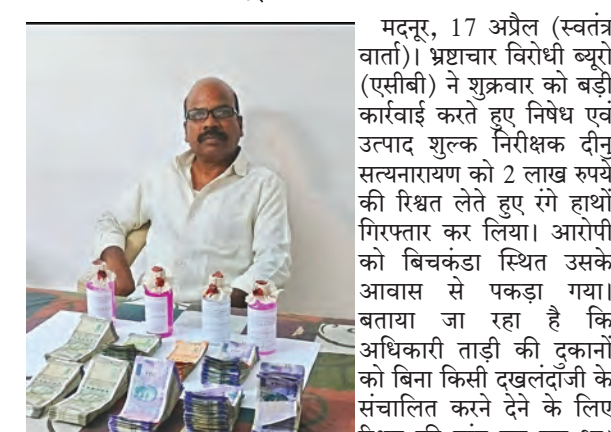 मदनूर, 17 अप्रैल (स्वतंत्र
वार्ता)। भ्रष्टाचार विरोधी ब्यूरो
(एसीबी) ने शुक्रवार को बड़ी
कार्रवाई करते हुए निषेध एवं
उत्पाद शुल्क निरीक्षक दीनू
सत्यनारायण को 2 लाख रुपये
की रिश्वत लेते हुए रंगे हाथों
गिरफ्तार कर लिया। आरोपी
को बिचकंडा स्थित उसके
आवास से पकड़ा गया।
बताया जा रहा है कि
अधिकारी ताड़ी की दुकानों
को बिना किसी दखलंदाजी के
संचालित करने देने के लिए